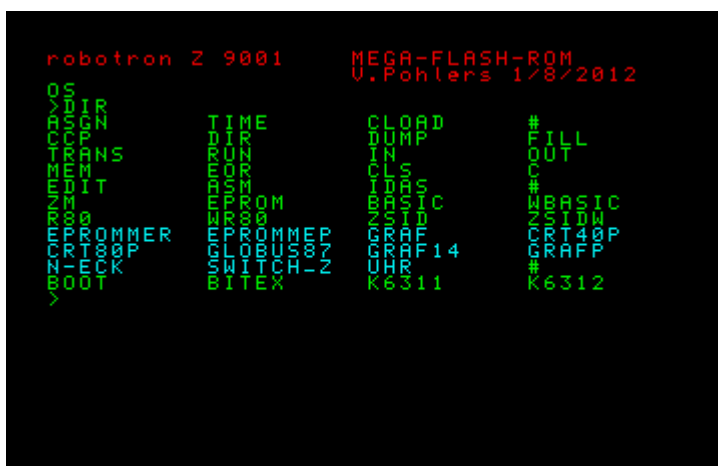 robotron Z 9001 MEGA-FLASH-ROM
V.Pohlers 1/8/2012
OS
>DIR
ASGN TIME CLOAD #
CCP DIR DUMP FILL
TRANS RUN IN OUT
MEM EOR CLS C
EDIT ASM IDAS #
ZM EPROM BASIC WBASIC
R80 WR80 ZSID ZSIDW
EPROMMER EPROMMEP GRAF CRT40P
CRT80P GLOBUS87 GRAF14 GRAFP
N-ECK SWITCH-Z UHR #
BOOT BITEX K6311 K6312
>